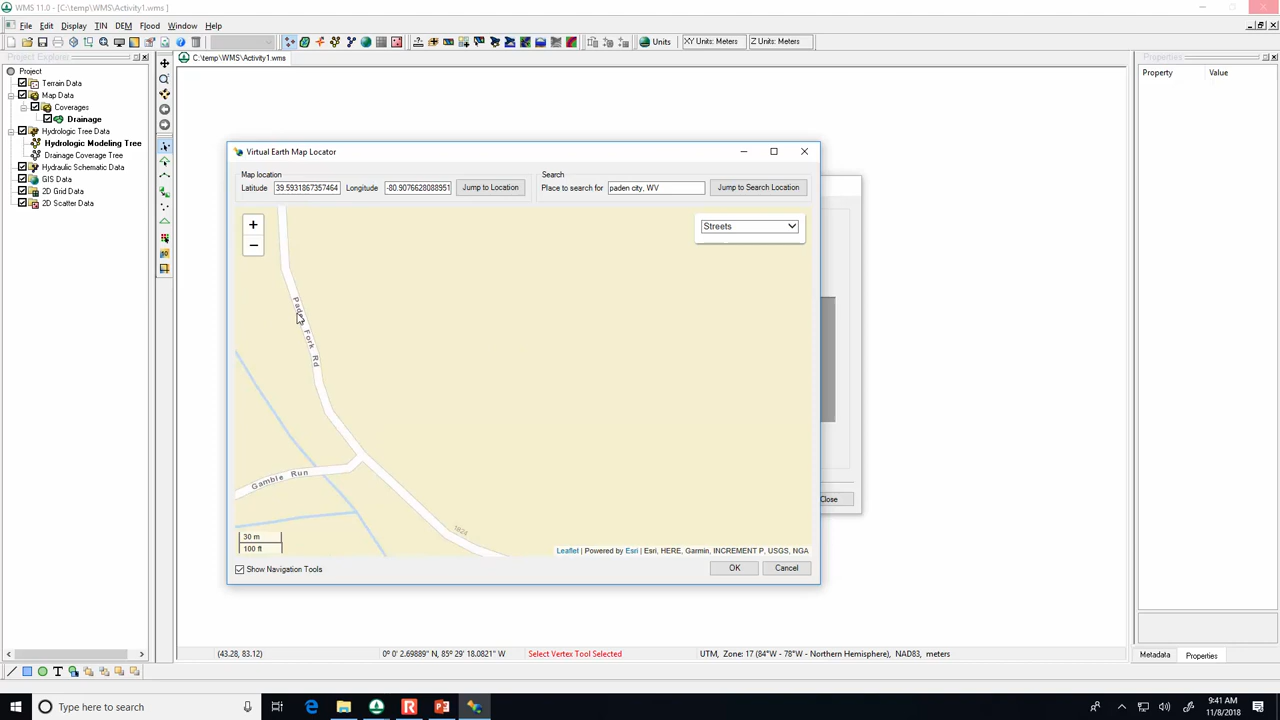 WMS 11.0 - [C:\temp\WMS\Activity1.wms ]
File Edit Display TIN DEM Flood Window Help
Units XY Units: Meters Z Units: Meters
Project Explorer
C:\temp\WMS\Activity1.wms
Properties
Project
Property Value
Terrain Data
Map Data
Coverages
Drainage
Hydrologic Tree Data
Hydrologic Modeling Tree
Drainage Coverage Tree
Hydraulic Schematic Data
GIS Data
2D Grid Data
2D Scatter Data
Virtual Earth Map Locator
Map location
Search
Latitude 39.5931867357464 Longitude -80.9077628088951 Jump to Location Place to search for paden city, WV Jump to Search Location
+
−
Streets
Fork Rd
Gamble Run
1824
30 m
100 ft
Leaflet | Powered by Esri | Esri, HERE, Garmin, INCREMENT P, USGS, NGA
Show Navigation Tools
OK Cancel
Close
(43.28, 83.12) 0º 0' 2.69889" N, 85º 29' 18.0821" W Select Vertex Tool Selected UTM, Zone: 17 (84°W - 78°W - Northern Hemisphere), NAD83, meters
Metadata Properties
Type here to search
9:41 AM
11/8/2018